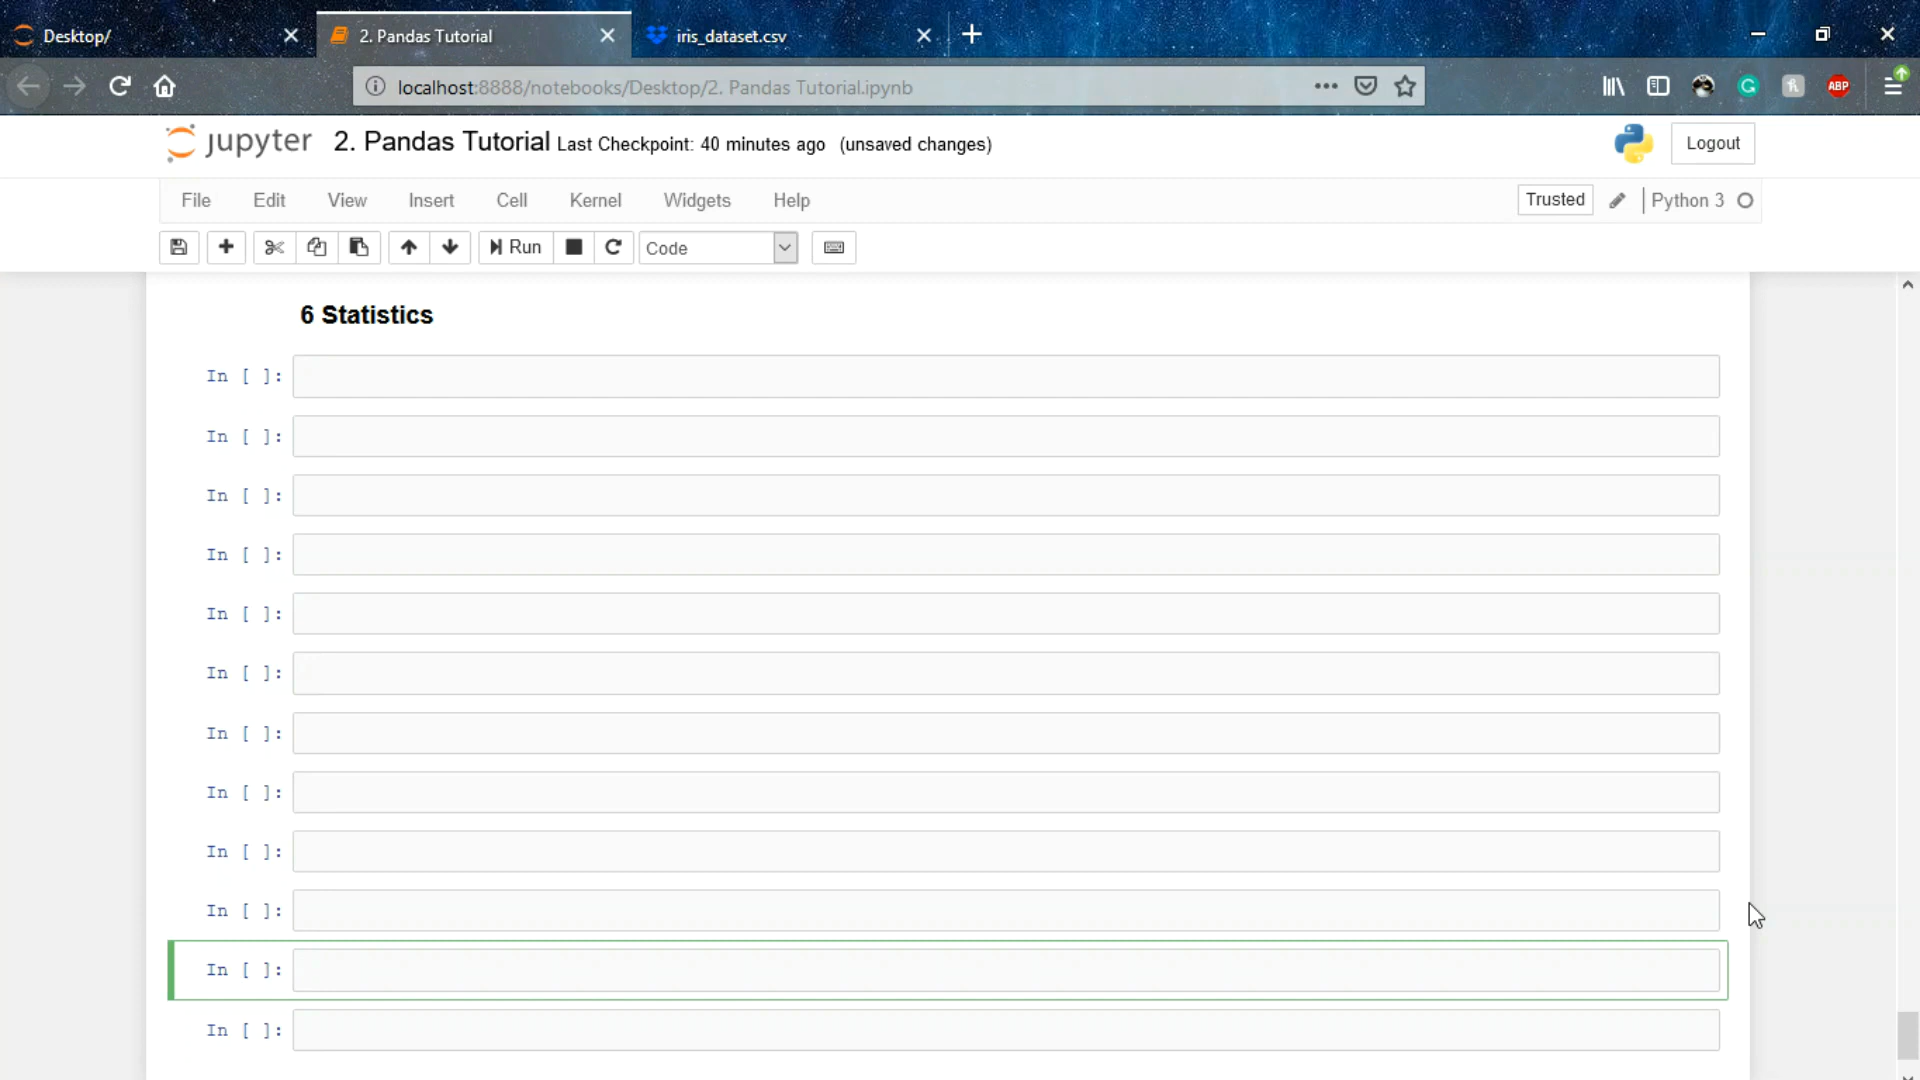 Desktop/
2. Pandas Tutorial
iris_dataset.csv
localhost:8888/notebooks/Desktop/2. Pandas Tutorial.ipynb
ABP
jupyter 2. Pandas Tutorial Last Checkpoint: 40 minutes ago (unsaved changes)
Logout
File Edit View Insert Cell Kernel Widgets Help
Trusted
Python 3
Run
Code
6 Statistics
In [ ]:
In [ ]:
In [ ]:
In [ ]:
In [ ]:
In [ ]:
In [ ]:
In [ ]:
In [ ]:
In [ ]:
In [ ]:
In [ ]: